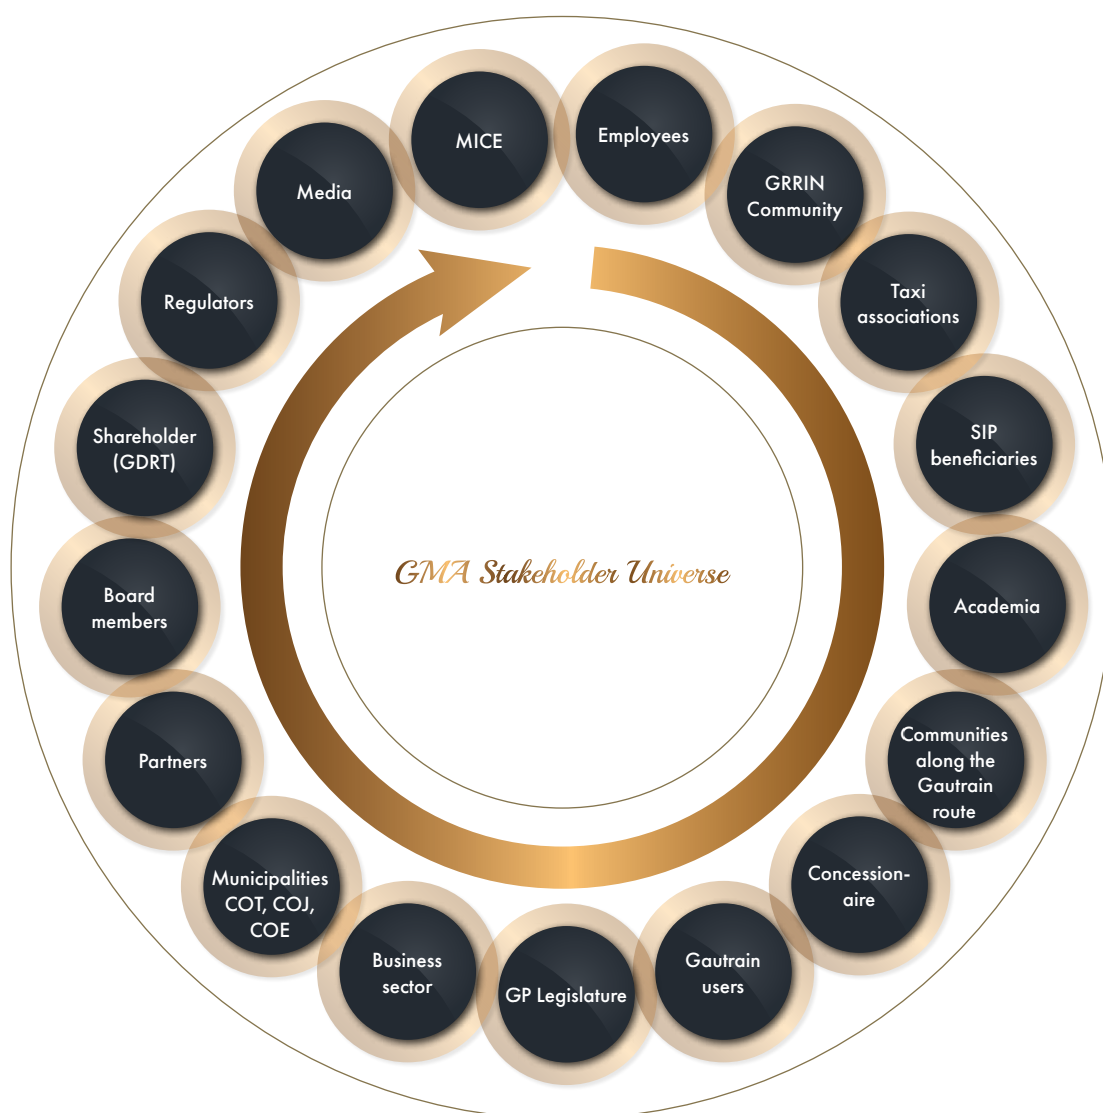 MICE
Employees
GRRIN
Community
Taxi
associations
SIP
beneficiaries
Academia
Communities
along the
Gautrain
route
Concession-
aire
Gautrain
users
GP Legislature
Business
sector
Municipalities
COT, COJ,
COE
Partners
Board
members
Shareholder
(GDRT)
Regulators
Media
GMA Stakeholder Universe